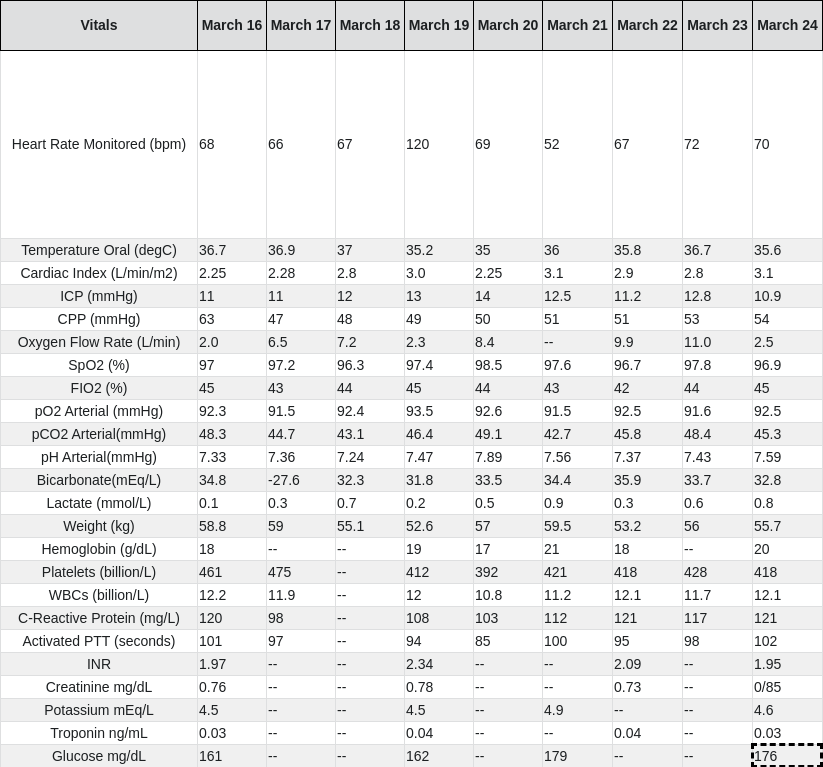 Vitals March 16 March 17 March 18 March 19 March 20 March 21 March 22 March 23 March 24
Heart Rate Monitored (bpm) 68 66 67 120 69 52 67 72 70
Temperature Oral (degC) 36.7 36.9 37 35.2 35 36 35.8 36.7 35.6
Cardiac Index (L/min/m2) 2.25 2.28 2.8 3.0 2.25 3.1 2.9 2.8 3.1
ICP (mmHg) 11 11 12 13 14 12.5 11.2 12.8 10.9
CPP (mmHg) 63 47 48 49 50 51 51 53 54
Oxygen Flow Rate (L/min) 2.0 6.5 7.2 2.3 8.4 -- 9.9 11.0 2.5
SpO2 (%) 97 97.2 96.3 97.4 98.5 97.6 96.7 97.8 96.9
FIO2 (%) 45 43 44 45 44 43 42 44 45
pO2 Arterial (mmHg) 92.3 91.5 92.4 93.5 92.6 91.5 92.5 91.6 92.5
pCO2 Arterial(mmHg) 48.3 44.7 43.1 46.4 49.1 42.7 45.8 48.4 45.3
pH Arterial(mmHg) 7.33 7.36 7.24 7.47 7.89 7.56 7.37 7.43 7.59
Bicarbonate(mEq/L) 34.8 -27.6 32.3 31.8 33.5 34.4 35.9 33.7 32.8
Lactate (mmol/L) 0.1 0.3 0.7 0.2 0.5 0.9 0.3 0.6 0.8
Weight (kg) 58.8 59 55.1 52.6 57 59.5 53.2 56 55.7
Hemoglobin (g/dL) 18 -- -- 19 17 21 18 -- 20
Platelets (billion/L) 461 475 -- 412 392 421 418 428 418
WBCs (billion/L) 12.2 11.9 -- 12 10.8 11.2 12.1 11.7 12.1
C-Reactive Protein (mg/L) 120 98 -- 108 103 112 121 117 121
Activated PTT (seconds) 101 97 -- 94 85 100 95 98 102
INR 1.97 -- -- 2.34 -- -- 2.09 -- 1.95
Creatinine mg/dL 0.76 -- -- 0.78 -- -- 0.73 -- 0/85
Potassium mEq/L 4.5 -- -- 4.5 -- 4.9 -- -- 4.6
Troponin ng/mL 0.03 -- -- 0.04 -- -- 0.04 -- 0.03
Glucose mg/dL 161 -- -- 162 -- 179 -- -- 176